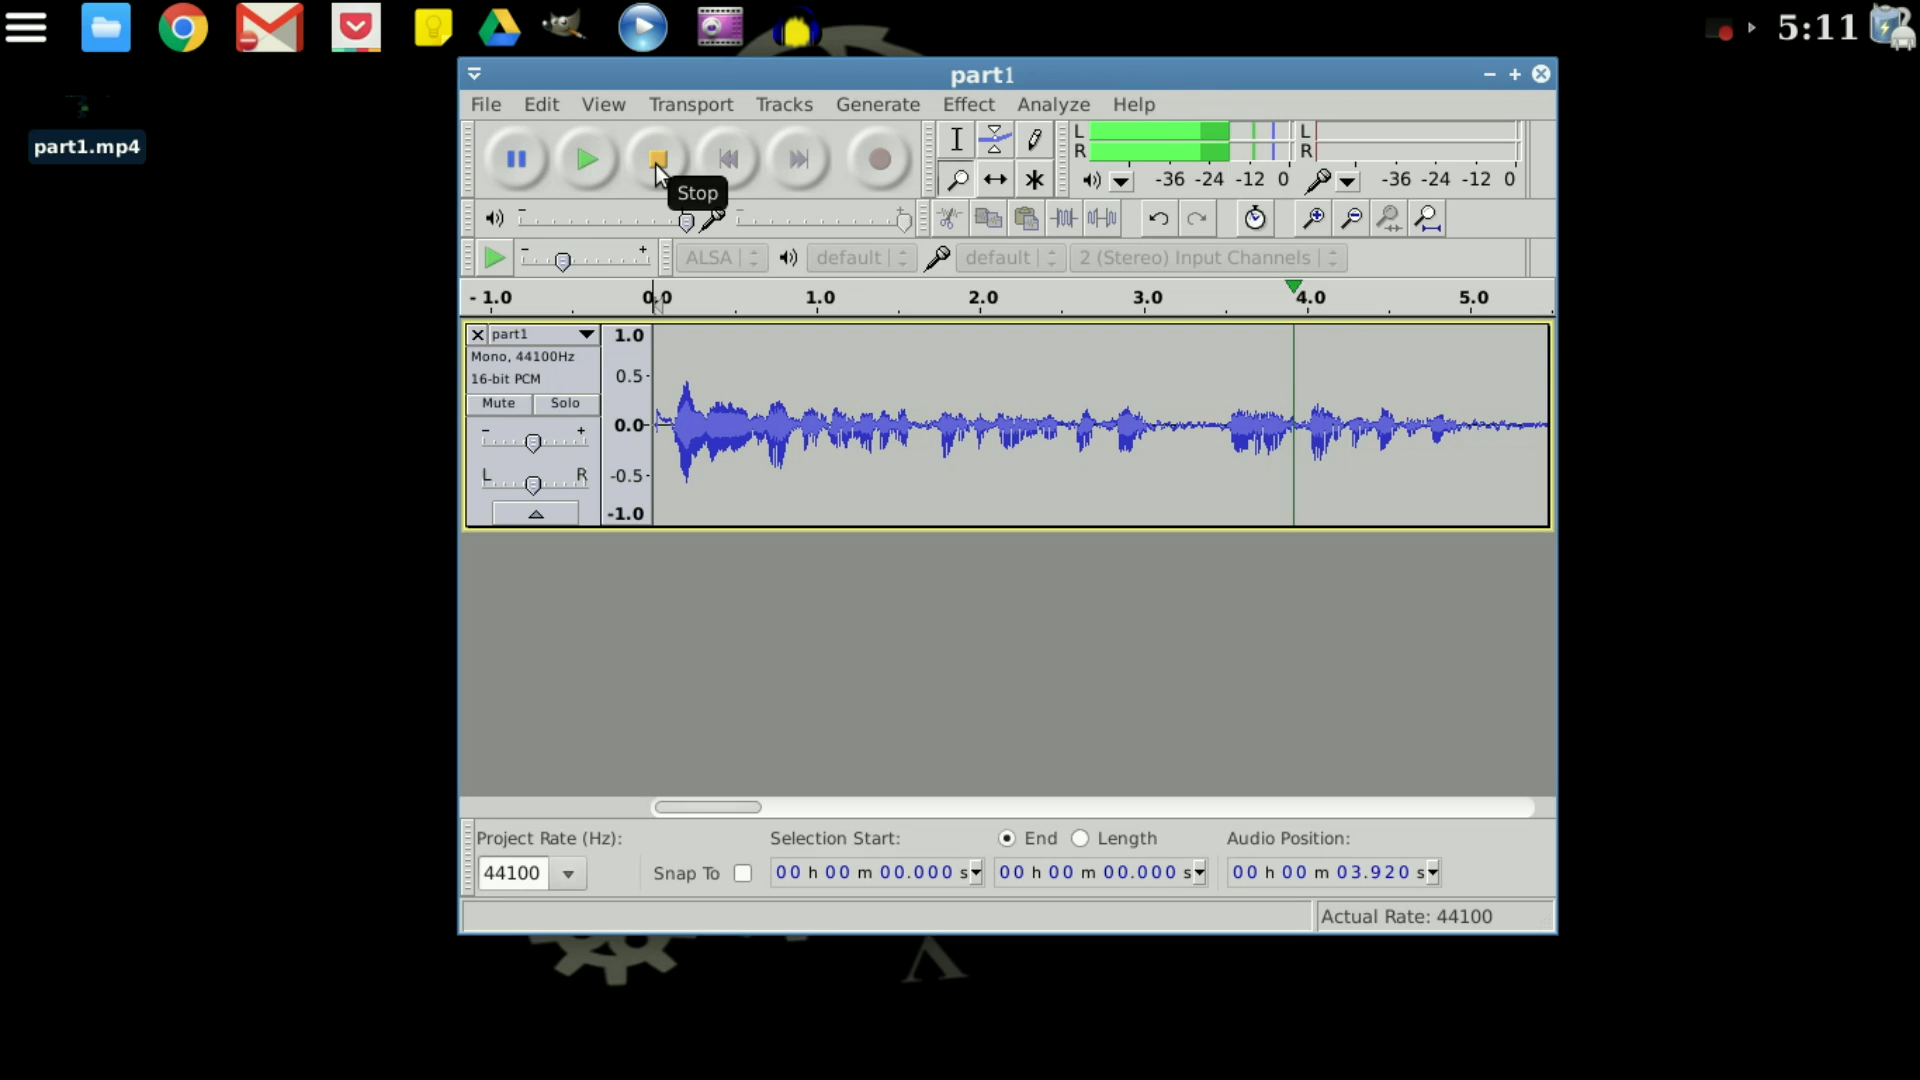 5:11
part1.mp4
part1
File Edit View Transport Tracks Generate Effect Analyze Help
L
R
L
R
-36 -24 -12 0
-36 -24 -12 0
Stop
ALSA default default 2 (Stereo) Input Channels
- 1.0 0.0 1.0 2.0 3.0 4.0 5.0
part1
Mono, 44100Hz
16-bit PCM
Mute Solo
L R
1.0
0.5
0.0
-0.5
-1.0
Project Rate (Hz): Selection Start: End Length Audio Position:
44100 Snap To 00 h 00 m 00.000 s 00 h 00 m 00.000 s 00 h 00 m 03.920 s
Actual Rate: 44100